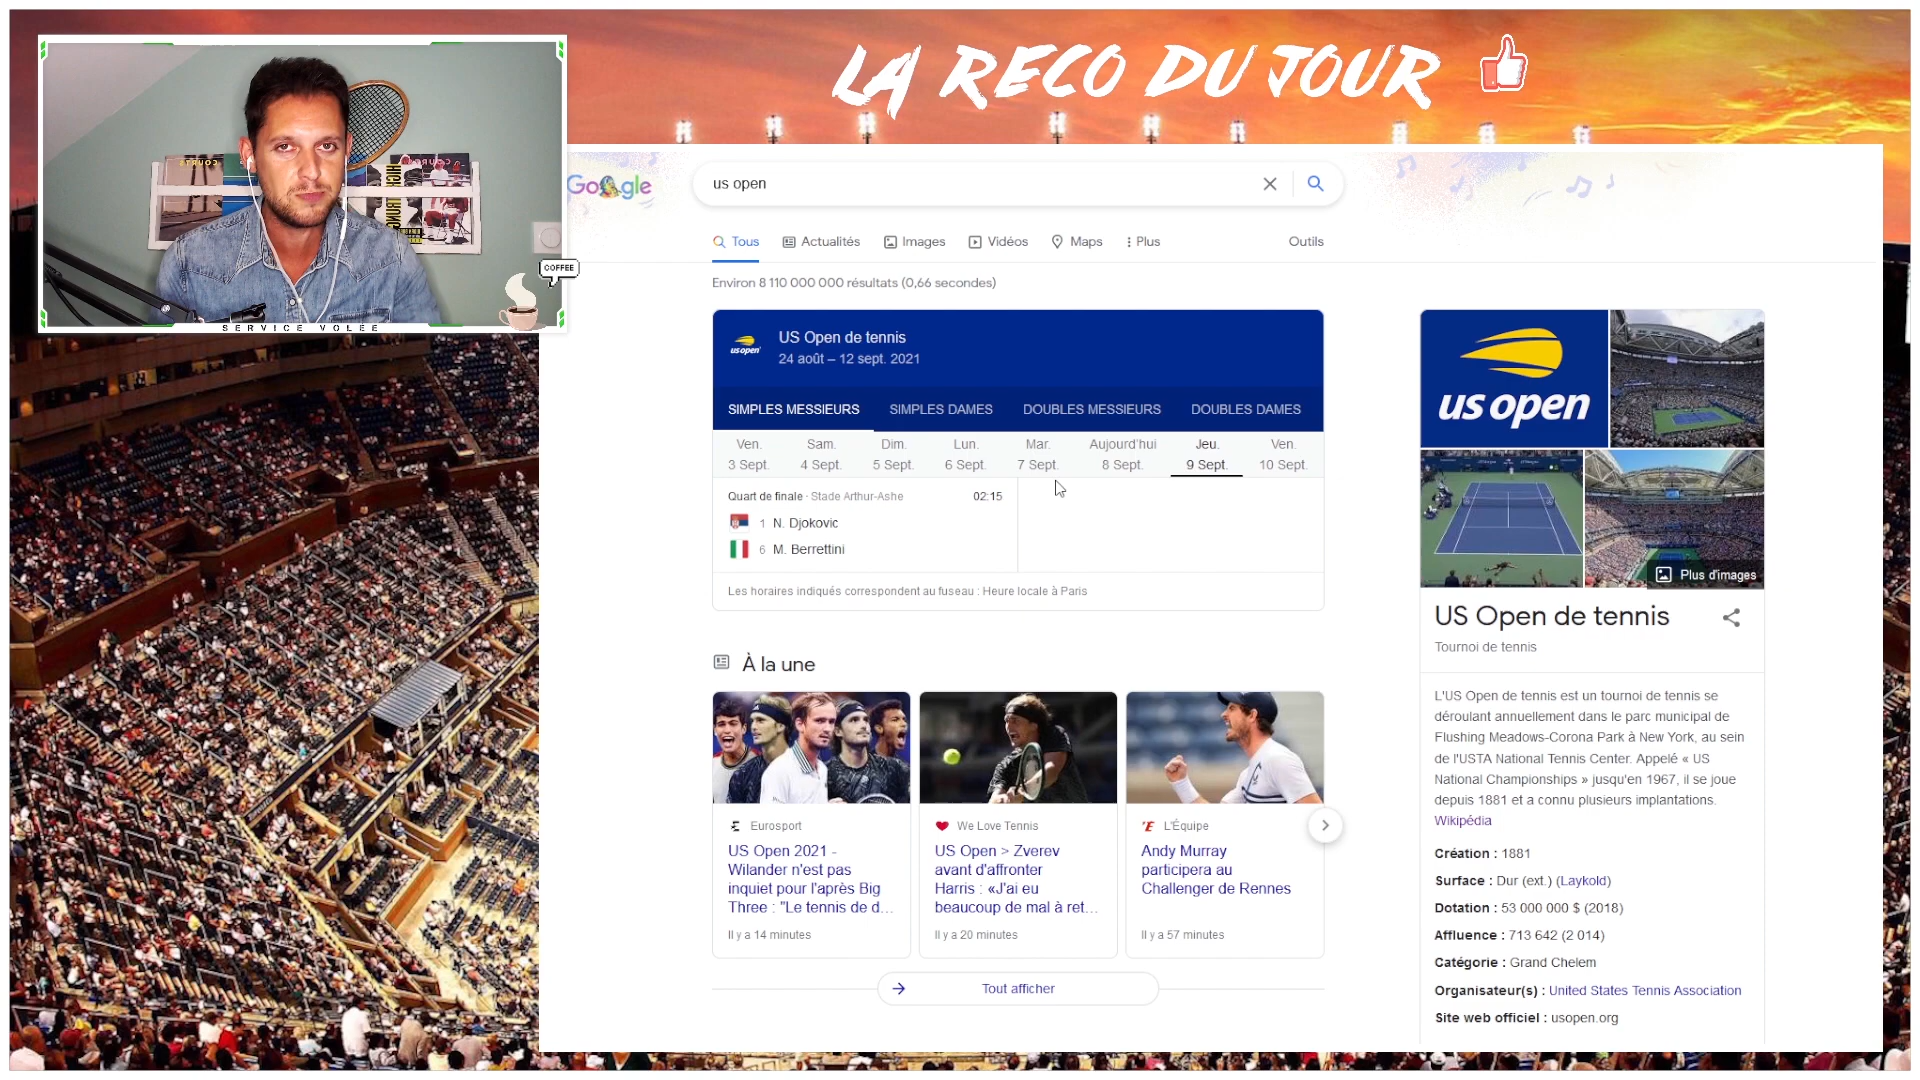 LA RECO DU JOUR
COFFEE
SERVICE VOLÉE
Google
us open
Tous
Actualités
Images
Vidéos
Maps
Plus
Outils
Environ 8 110 000 000 résultats (0,66 secondes)
us open
US Open de tennis
24 août – 12 sept. 2021
SIMPLES MESSIEURS
SIMPLES DAMES
DOUBLES MESSIEURS
DOUBLES DAMES
Ven.
3 Sept.
Sam.
4 Sept.
Dim.
5 Sept.
Lun.
6 Sept.
Mar.
7 Sept.
Aujourd'hui
8 Sept.
Jeu.
9 Sept.
Ven.
10 Sept.
Quart de finale · Stade Arthur-Ashe 02:15
1 N. Djokovic
6 M. Berrettini
Les horaires indiqués correspondent au fuseau : Heure locale à Paris
À la une
Eurosport
US Open 2021 -
Wilander n'est pas
inquiet pour l'après Big
Three : "Le tennis de d...
Il y a 14 minutes
We Love Tennis
US Open > Zverev
avant d'affronter
Harris : «J'ai eu
beaucoup de mal à ret...
Il y a 20 minutes
L'Équipe
Andy Murray
participera au
Challenger de Rennes
Il y a 57 minutes
Tout afficher
us open
Plus d'images
US Open de tennis
Tournoi de tennis
L'US Open de tennis est un tournoi de tennis se
déroulant annuellement dans le parc municipal de
Flushing Meadows-Corona Park à New York, au sein
de l'USTA National Tennis Center. Appelé « US
National Championships » jusqu'en 1967, il se joue
depuis 1881 et a connu plusieurs implantations.
Wikipédia
Création : 1881
Surface : Dur (ext.) (Laykold)
Dotation : 53 000 000 $ (2018)
Affluence : 713 642 (2 014)
Catégorie : Grand Chelem
Organisateur(s) : United States Tennis Association
Site web officiel : usopen.org